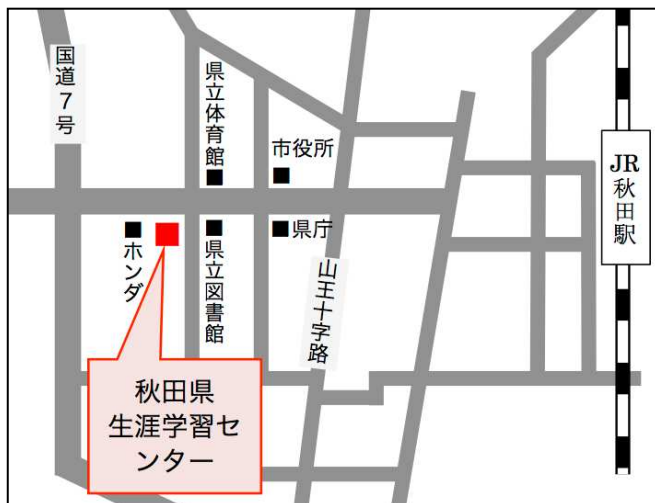 国道7号
県立体育館
市役所
JR
秋田駅
ホンダ
県立図書館
県庁
山王十字路
秋田県
生涯学習セ
ンター